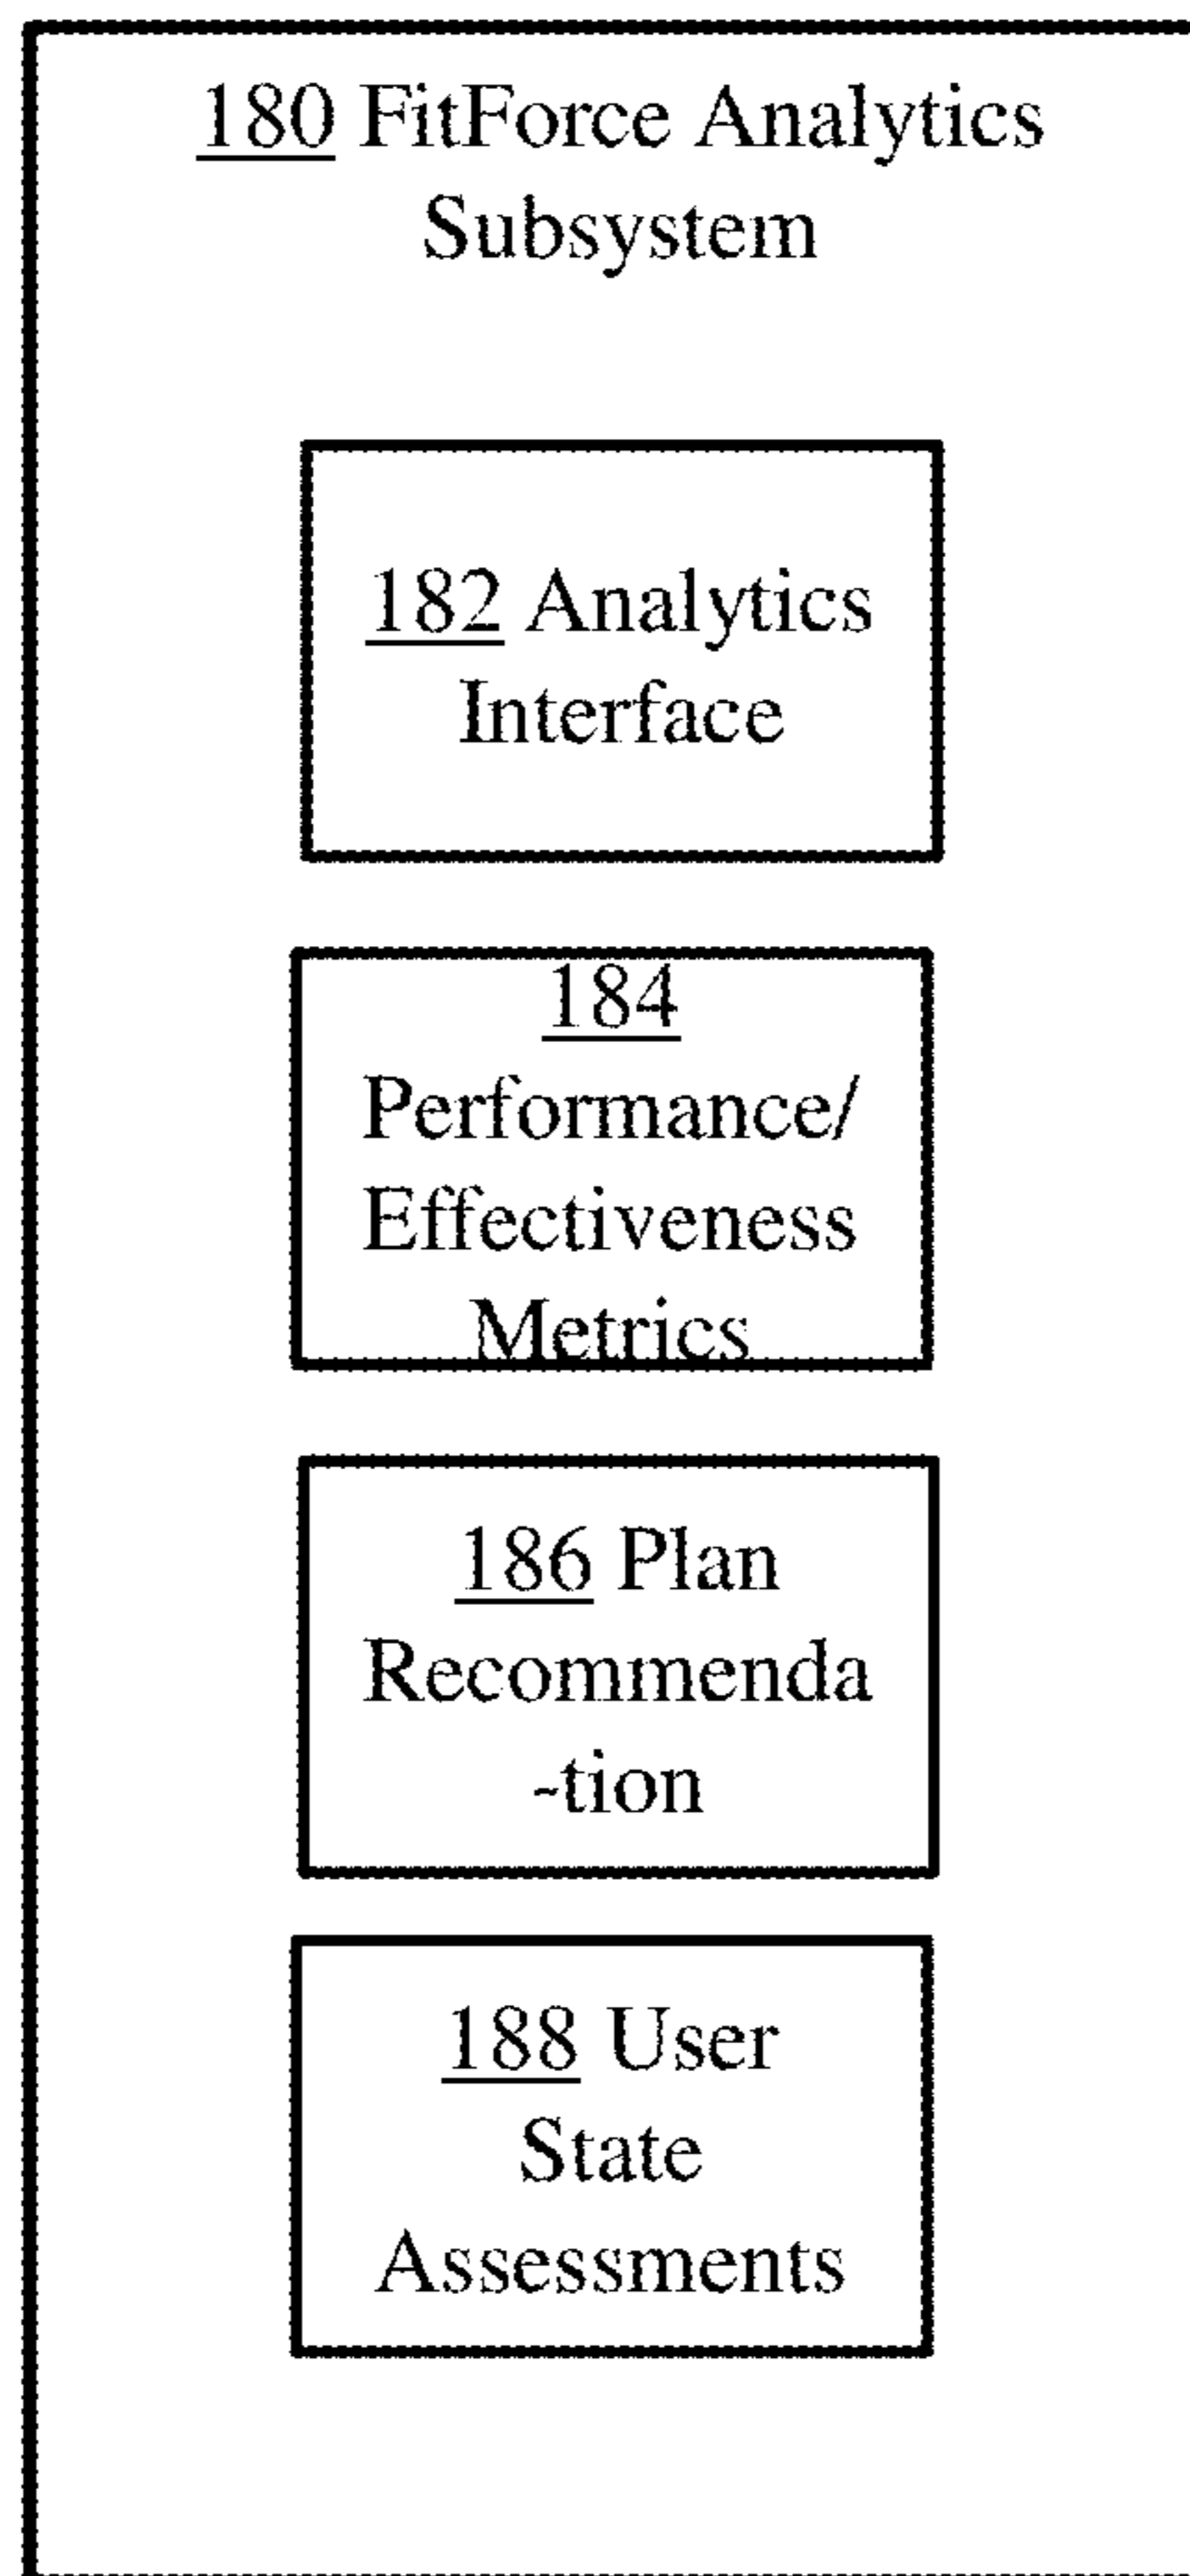 180 FitForce Analytics
Subsystem
182 Analytics
Interface
184
Performance/
Effectiveness
Metrics
186 Plan
Recommenda
-tion
188 User
State
Assessments